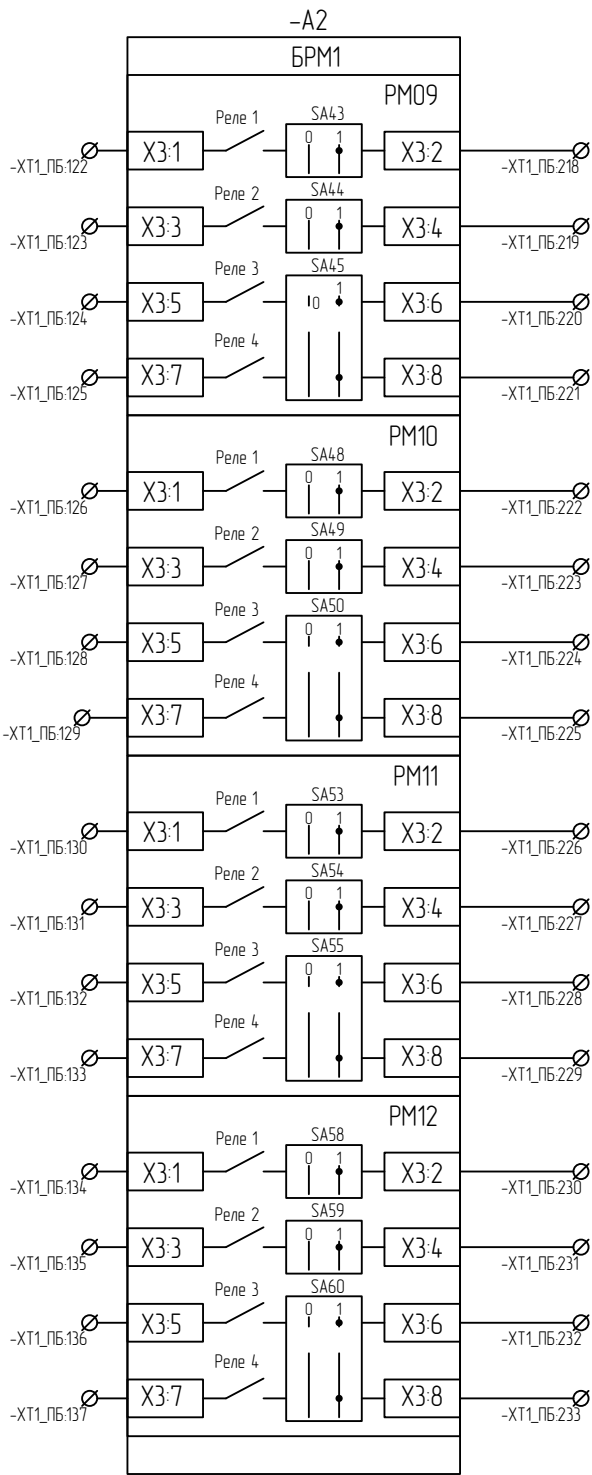 -А2
БРМ1
РМ09
Реле 1 SA43
0 1
-XT1_ПБ:122 X3:1 X3:2 -XT1_ПБ:218
Реле 2 SA44
0 1
-XT1_ПБ:123 X3:3 X3:4 -XT1_ПБ:219
Реле 3 SA45
0 1
-XT1_ПБ:124 X3:5 X3:6 -XT1_ПБ:220
Реле 4
-XT1_ПБ:125 X3:7 X3:8 -XT1_ПБ:221
РМ10
Реле 1 SA48
0 1
-XT1_ПБ:126 X3:1 X3:2 -XT1_ПБ:222
Реле 2 SA49
0 1
-XT1_ПБ:127 X3:3 X3:4 -XT1_ПБ:223
Реле 3 SA50
0 1
-XT1_ПБ:128 X3:5 X3:6 -XT1_ПБ:224
Реле 4
-XT1_ПБ:129 X3:7 X3:8 -XT1_ПБ:225
РМ11
Реле 1 SA53
0 1
-XT1_ПБ:130 X3:1 X3:2 -XT1_ПБ:226
Реле 2 SA54
0 1
-XT1_ПБ:131 X3:3 X3:4 -XT1_ПБ:227
Реле 3 SA55
0 1
-XT1_ПБ:132 X3:5 X3:6 -XT1_ПБ:228
Реле 4
-XT1_ПБ:133 X3:7 X3:8 -XT1_ПБ:229
РМ12
Реле 1 SA58
0 1
-XT1_ПБ:134 X3:1 X3:2 -XT1_ПБ:230
Реле 2 SA59
0 1
-XT1_ПБ:135 X3:3 X3:4 -XT1_ПБ:231
Реле 3 SA60
0 1
-XT1_ПБ:136 X3:5 X3:6 -XT1_ПБ:232
Реле 4
-XT1_ПБ:137 X3:7 X3:8 -XT1_ПБ:233